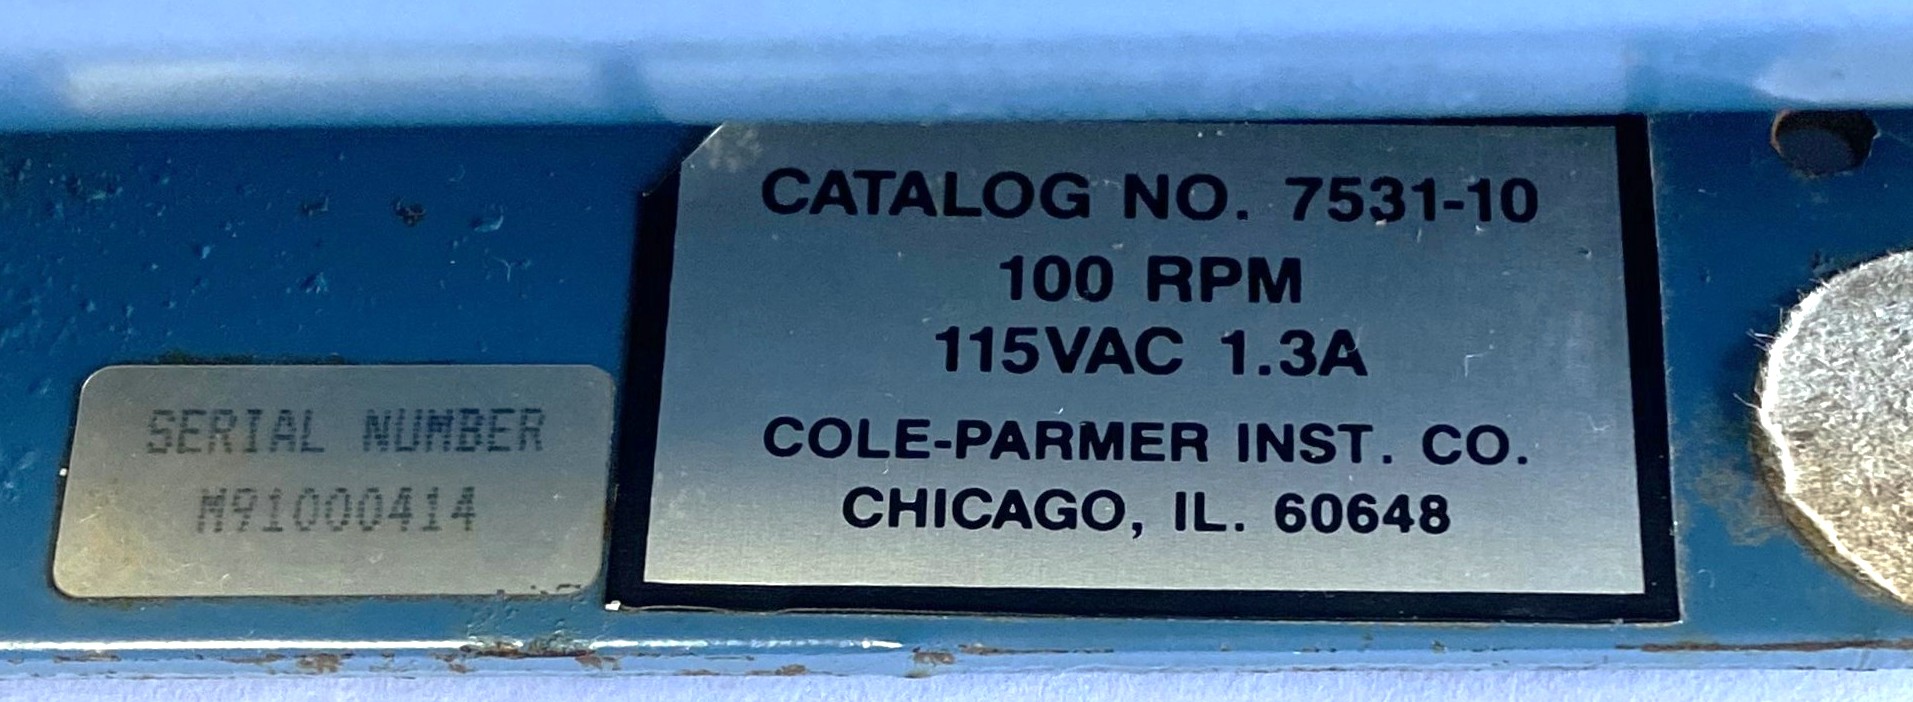 SERIAL NUMBER
M91000414
CATALOG NO. 7531-10
100 RPM
115VAC 1.3A
COLE-PARMER INST. CO.
CHICAGO, IL. 60648